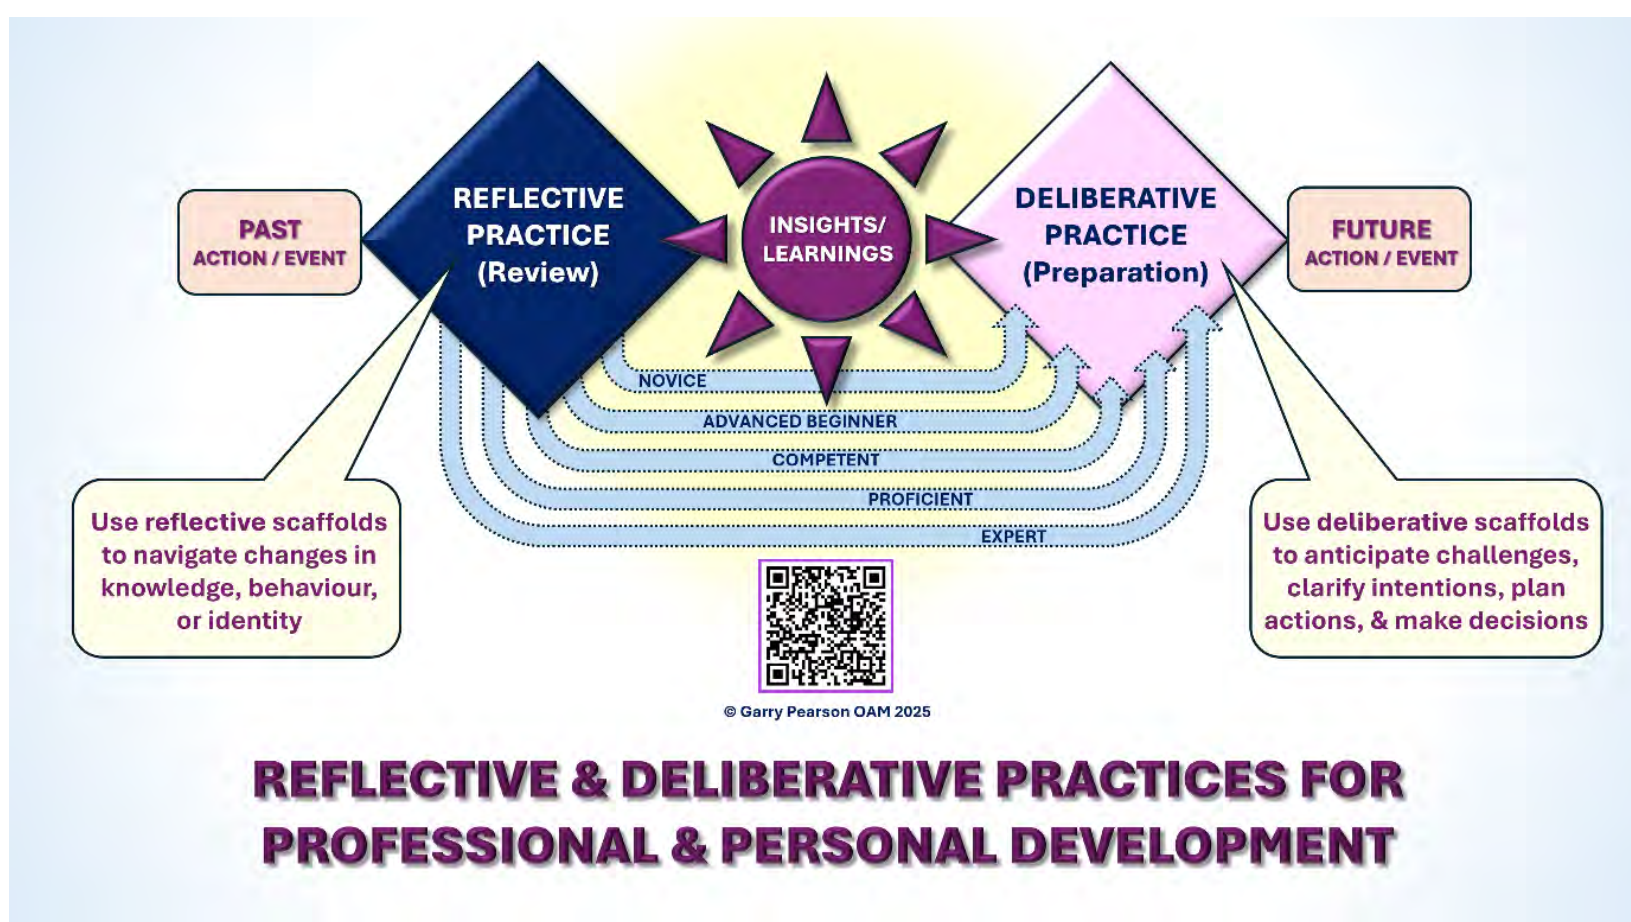 REFLECTIVE
PRACTICE
(Review)
INSIGHTS/
LEARNINGS
DELIBERATIVE
PRACTICE
(Preparation)
PAST
ACTION / EVENT
FUTURE
ACTION / EVENT
NOVICE
ADVANCED BEGINNER
COMPETENT
PROFICIENT
EXPERT
Use reflective scaffolds
to navigate changes in
knowledge, behaviour,
or identity
Use deliberative scaffolds
to anticipate challenges,
clarify intentions, plan
actions, & make decisions
© Garry Pearson OAM 2025
REFLECTIVE & DELIBERATIVE PRACTICES FOR
PROFESSIONAL & PERSONAL DEVELOPMENT